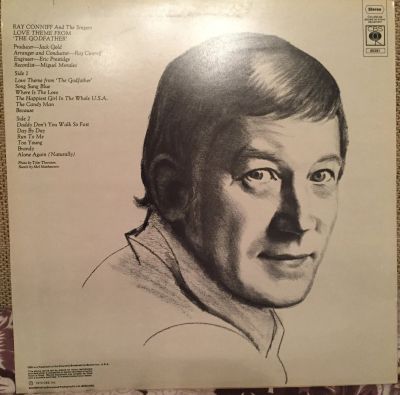 RAY CONNIFF And The Singers
LOVE THEME FROM
'THE GODFATHER'
Producer—Jack Gold
Arranger and Conductor—Ray Conniff
Engineer—Eric Prestidge
Recordist—Miguel Morales
Side 1
Love Theme from 'The Godfather'
Song Sung Blue
Where Is The Love
The Happiest Girl In The Whole U.S.A.
The Candy Man
Because
Side 2
Daddy Don't You Walk So Fast
Day By Day
Run To Me
Too Young
Brandy
Alone Again (Naturally)
Stereo
CBS